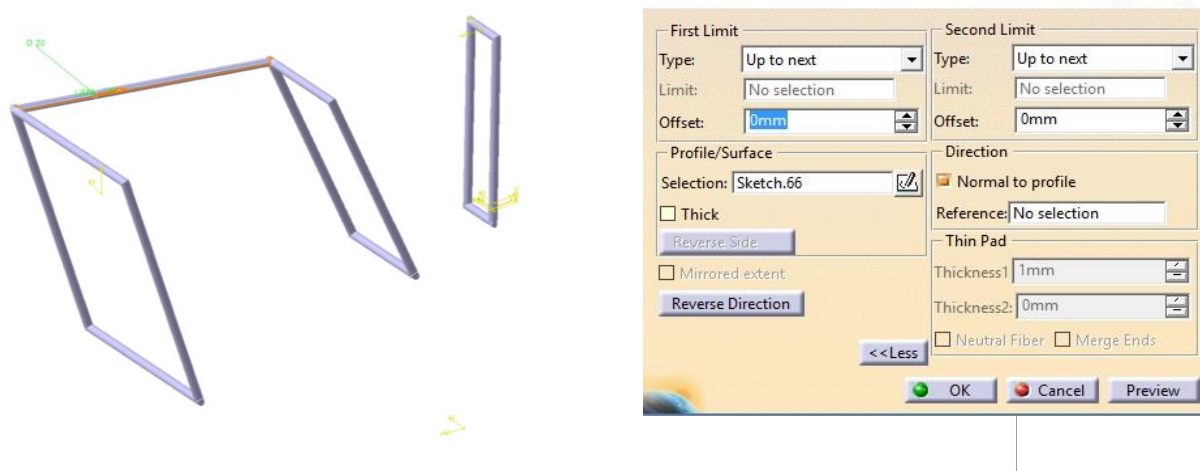 D 20
First Limit
Type: Up to next
Limit: No selection
Offset: 0mm
Second Limit
Type: Up to next
Limit: No selection
Offset: 0mm
Profile/Surface
Selection: Sketch.66
Thick
Reverse Side
Mirrored extent
Reverse Direction
Direction
Normal to profile
Reference: No selection
Thin Pad
Thickness1 1mm
Thickness2: 0mm
Neutral Fiber Merge Ends
<<Less
OK Cancel Preview